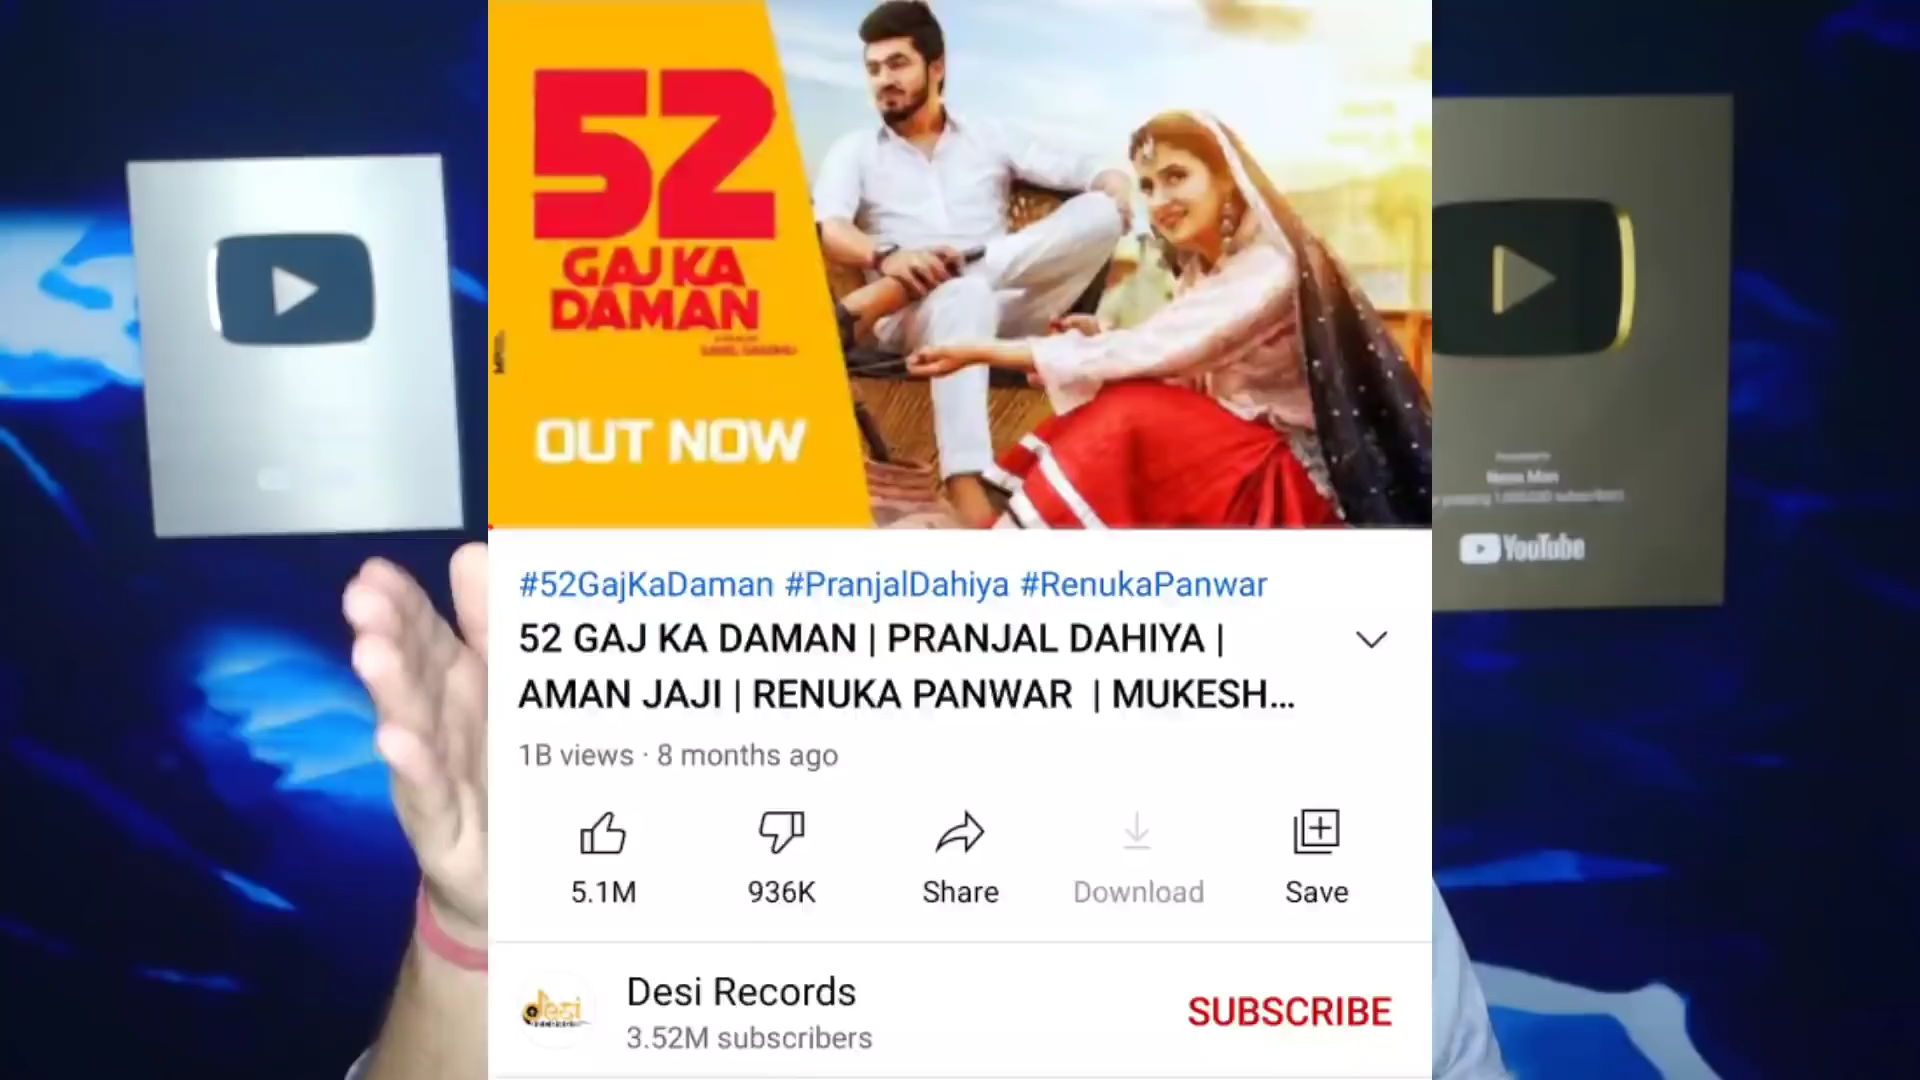 52
GAJ KA
DAMAN
OUT NOW
#52GajKaDaman #PranjalDahiya #RenukaPanwar
52 GAJ KA DAMAN | PRANJAL DAHIYA |
AMAN JAJI | RENUKA PANWAR | MUKESH...
1B views · 8 months ago
5.1M
936K
Share
Download
Save
desi
Desi Records
3.52M subscribers
SUBSCRIBE
YouTube